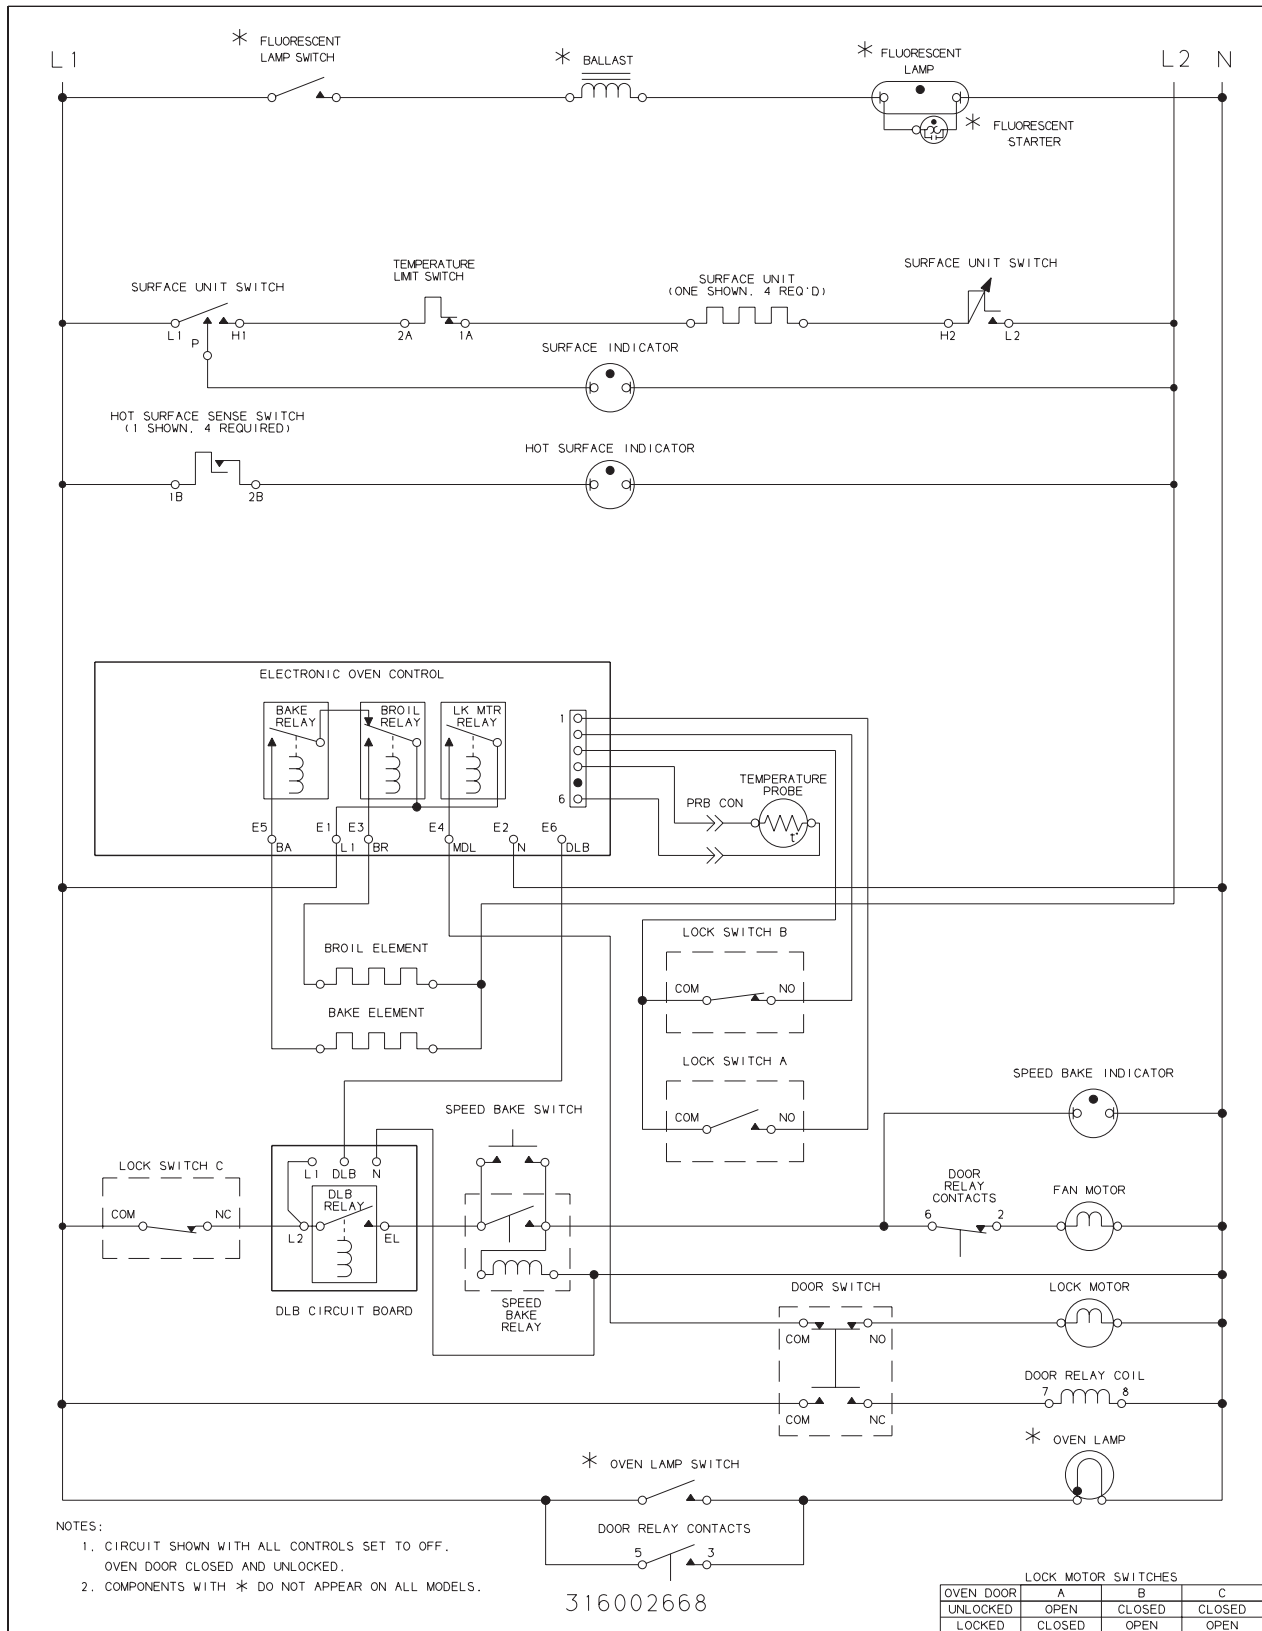 L1
* FLUORESCENT
LAMP SWITCH
* BALLAST
* FLUORESCENT
LAMP
L2 N
* FLUORESCENT
STARTER
SURFACE UNIT SWITCH
L1 P H1
TEMPERATURE
LIMIT SWITCH
2A 1A
SURFACE UNIT
(ONE SHOWN, 4 REQ'D)
SURFACE UNIT SWITCH
H2 L2
SURFACE INDICATOR
HOT SURFACE SENSE SWITCH
(1 SHOWN, 4 REQUIRED)
1B 2B
HOT SURFACE INDICATOR
ELECTRONIC OVEN CONTROL
BAKE
RELAY
BROIL
RELAY
LK MTR
RELAY
1
6
E5 E1 E3 E4 E2 E6
BA L1 BR MDL N DLB
PRB CON
TEMPERATURE
PROBE
t°
BROIL ELEMENT
BAKE ELEMENT
LOCK SWITCH B
COM NO
LOCK SWITCH A
COM NO
SPEED BAKE INDICATOR
SPEED BAKE SWITCH
LOCK SWITCH C
COM NC
L1 DLB N
DLB
RELAY
L2 EL
DLB CIRCUIT BOARD
SPEED
BAKE
RELAY
DOOR
RELAY
CONTACTS
6 2
FAN MOTOR
DOOR SWITCH
COM NO
COM NC
LOCK MOTOR
DOOR RELAY COIL
7 8
* OVEN LAMP
* OVEN LAMP SWITCH
DOOR RELAY CONTACTS
5 3
NOTES:
1. CIRCUIT SHOWN WITH ALL CONTROLS SET TO OFF.
OVEN DOOR CLOSED AND UNLOCKED.
2. COMPONENTS WITH * DO NOT APPEAR ON ALL MODELS.
316002668
LOCK MOTOR SWITCHES
OVEN DOOR A B C
UNLOCKED OPEN CLOSED CLOSED
LOCKED CLOSED OPEN OPEN